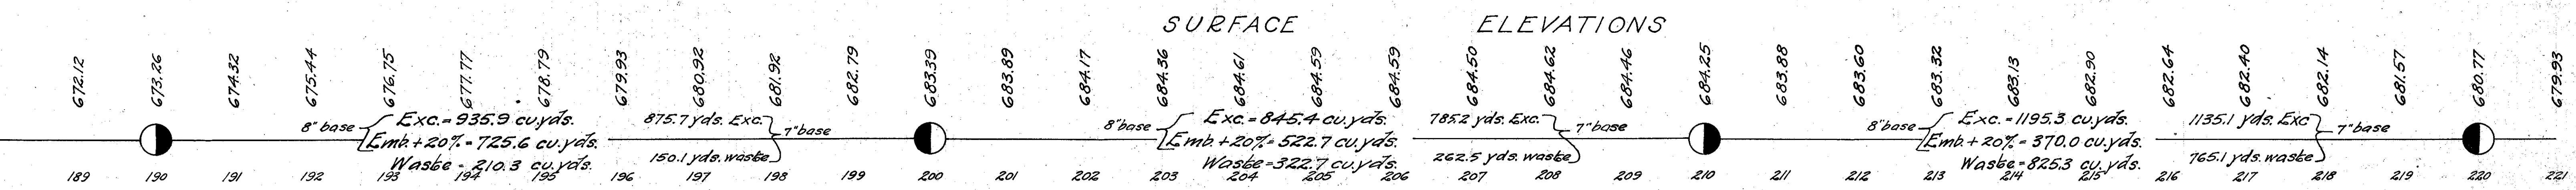 SURFACE ELEVATIONS
672.12 673.26 674.32 675.44 676.75 677.77 678.79 679.93 680.92 681.92 682.79 683.39 683.89 684.17 684.36 684.61 684.59 684.59 684.50 684.62 684.46 684.25 683.88 683.60 683.32 683.13 682.90 682.64 682.40 682.14 681.57 680.77 679.93
8" base
Exc. = 935.9 cu.yds.
Emb. + 20% = 725.6 cu.yds.
Waste = 210.3 cu.yds.
875.7 yds. Exc.
7" base
150.1 yds. waste
8" base
Exc. = 845.4 cu.yds.
Emb. + 20% = 522.7 cu.yds.
Waste = 322.7 cu.yds.
785.2 yds. Exc.
7" base
262.5 yds. waste
8" base
Exc. = 1195.3 cu.yds.
Emb. + 20% = 370.0 cu.yds.
Waste = 825.3 cu.yds.
1135.1 yds. Exc
7" base
765.1 yds. waste
189 190 191 192 193 194 195 196 197 198 199 200 201 202 203 204 205 206 207 208 209 210 211 212 213 214 215 216 217 218 219 220 221